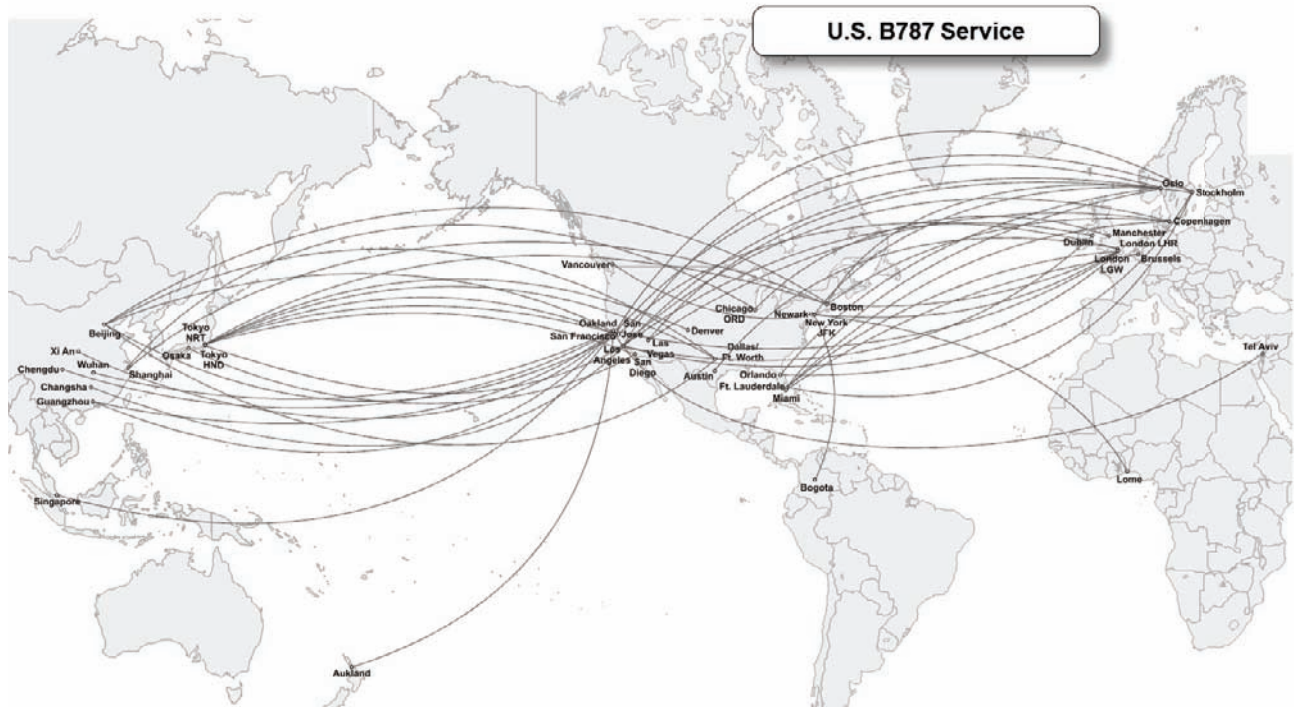 U.S. B787 Service
Oslo
Stockholm
Copenhagen
Manchester
Dublin
London LHR
London
LGW
Brussels
Vancouver
Boston
Chicago
ORD
Newark
New York
JFK
Oakland
San
Jose
San Francisco
Denver
Las
Vegas
Los
Angeles
San
Diego
Dallas/
Ft. Worth
Austin
Orlando
Ft. Lauderdale
Miami
Tel Aviv
Beijing
Tokyo
NRT
Osaka
Tokyo
HND
Xi An
Wuhan
Chengdu
Shanghai
Changsha
Guangzhou
Singapore
Bogota
Lome
Aukland